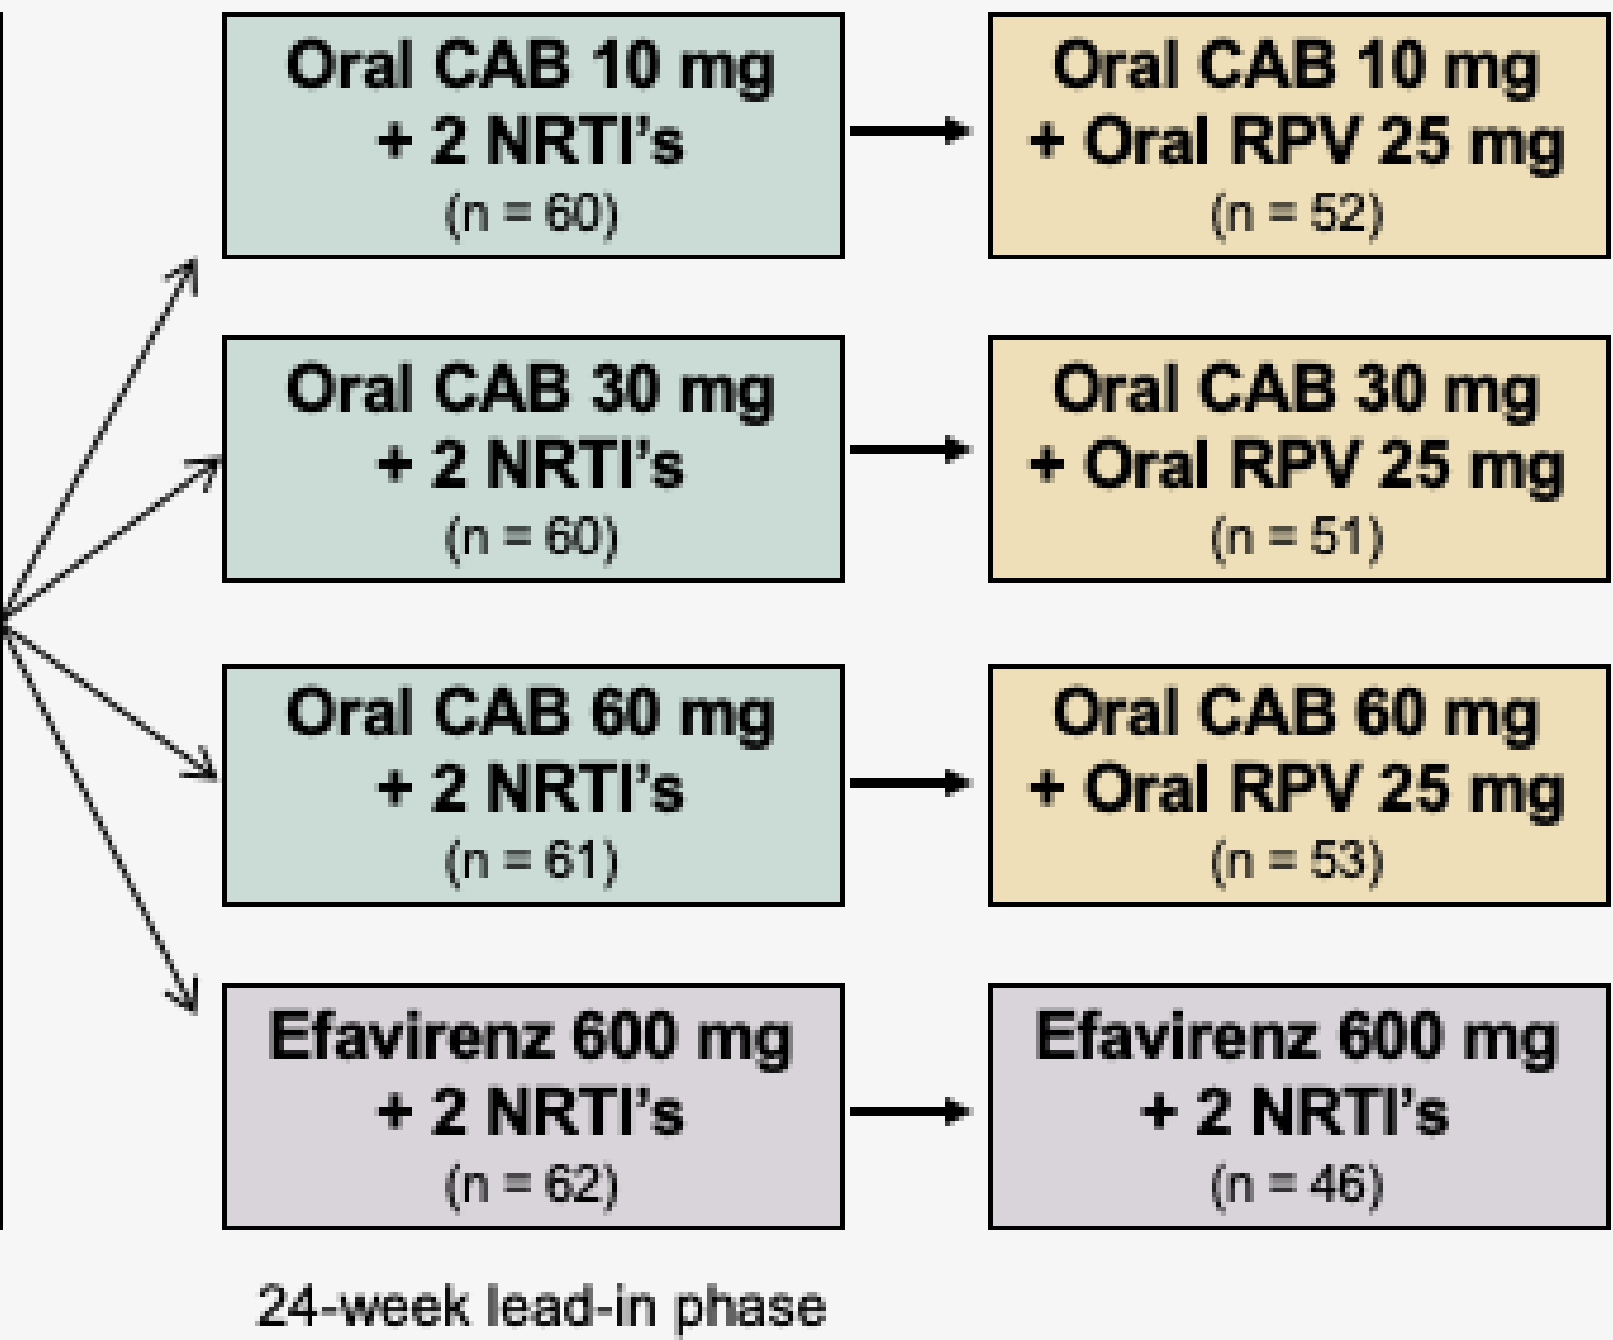 Oral CAB 10 mg
+ 2 NRTI's
(n = 60)
Oral CAB 10 mg
+ Oral RPV 25 mg
(n = 52)
Oral CAB 30 mg
+ 2 NRTI's
(n = 60)
Oral CAB 30 mg
+ Oral RPV 25 mg
(n = 51)
Oral CAB 60 mg
+ 2 NRTI's
(n = 61)
Oral CAB 60 mg
+ Oral RPV 25 mg
(n = 53)
Efavirenz 600 mg
+ 2 NRTI's
(n = 62)
Efavirenz 600 mg
+ 2 NRTI's
(n = 46)
24-week lead-in phase